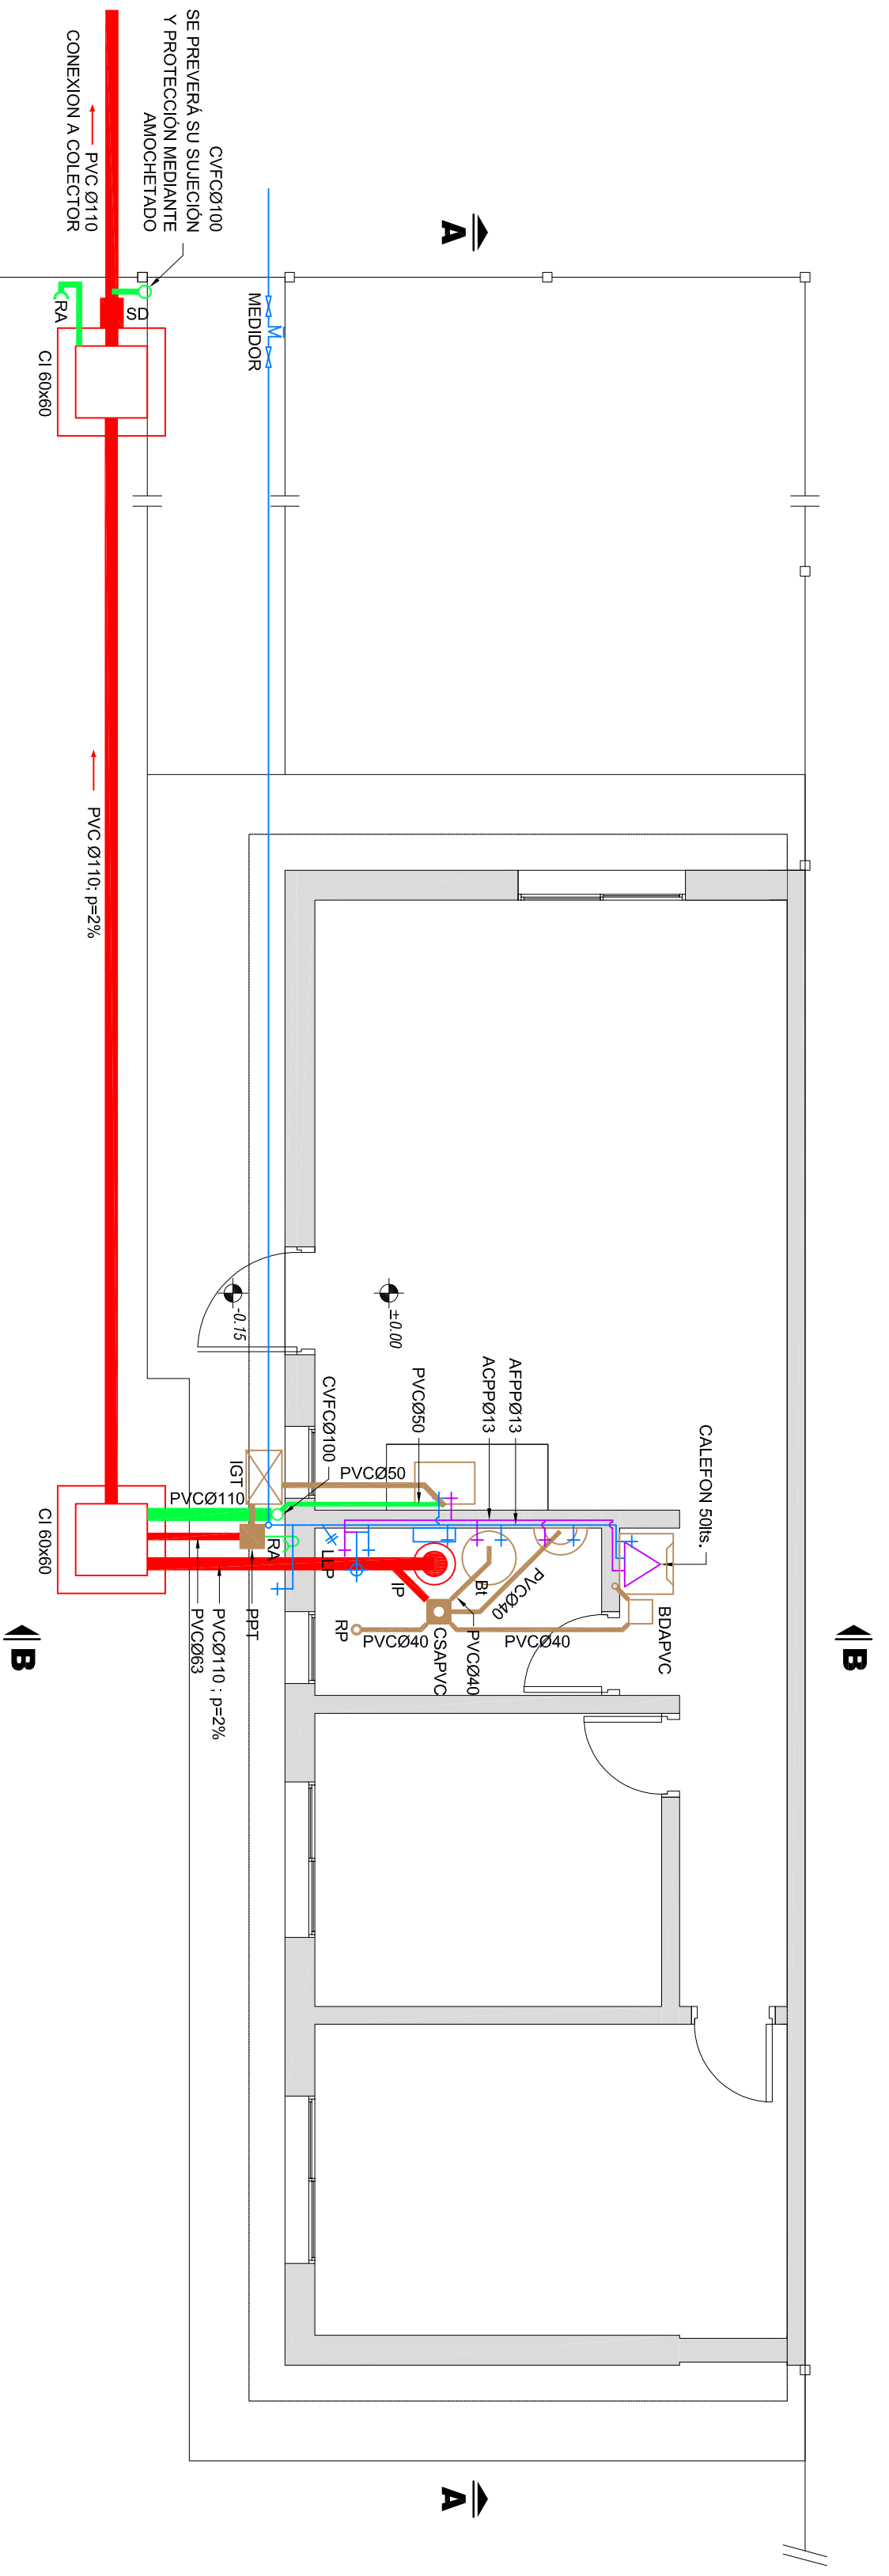 CVFCØ100
SE PREVERÁ SU SUJECIÓN
Y PROTECCIÓN MEDIANTE
AMOCHETADO
PVC Ø110
CONEXION A COLECTOR
A
MEDIDOR
M
SD
RA
CI 60x60
PVC Ø110; p=2%
±0.00
-0.15
CALEFON 50lts.
AFPPØ13
ACPPØ13
PVCØ50
CVFCØ100
PVCØ50
IGT
PVCØ110
CI 60x60
RA
LLP
PPT
PVCØ110 ; p=2%
PVCØ63
IP
Bt
PVCØ40
BDAPVC
PVCØ40
PVCØ40
CSAPVC
PVCØ40
RP
B
B
A